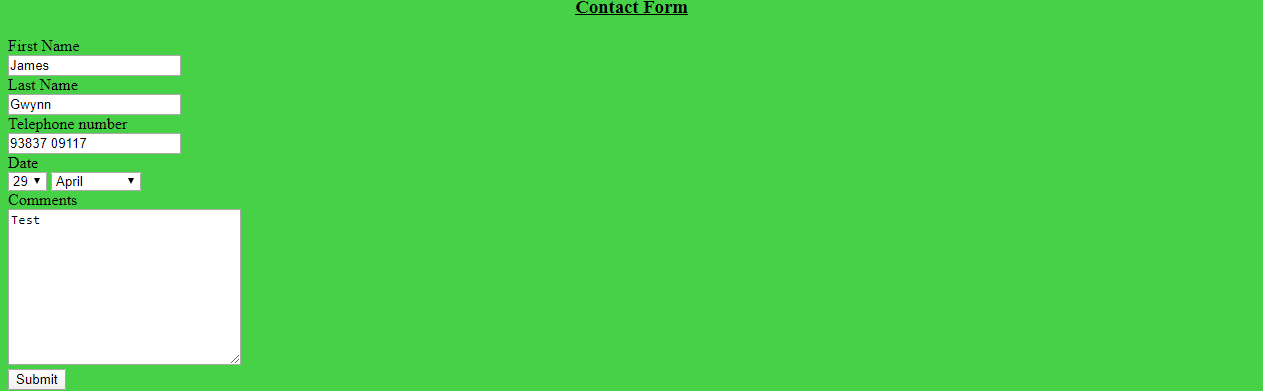 Contact Form
First Name
James
Last Name
Gwynn
Telephone number
93837 09117
Date
29 April
Comments
Test
Submit